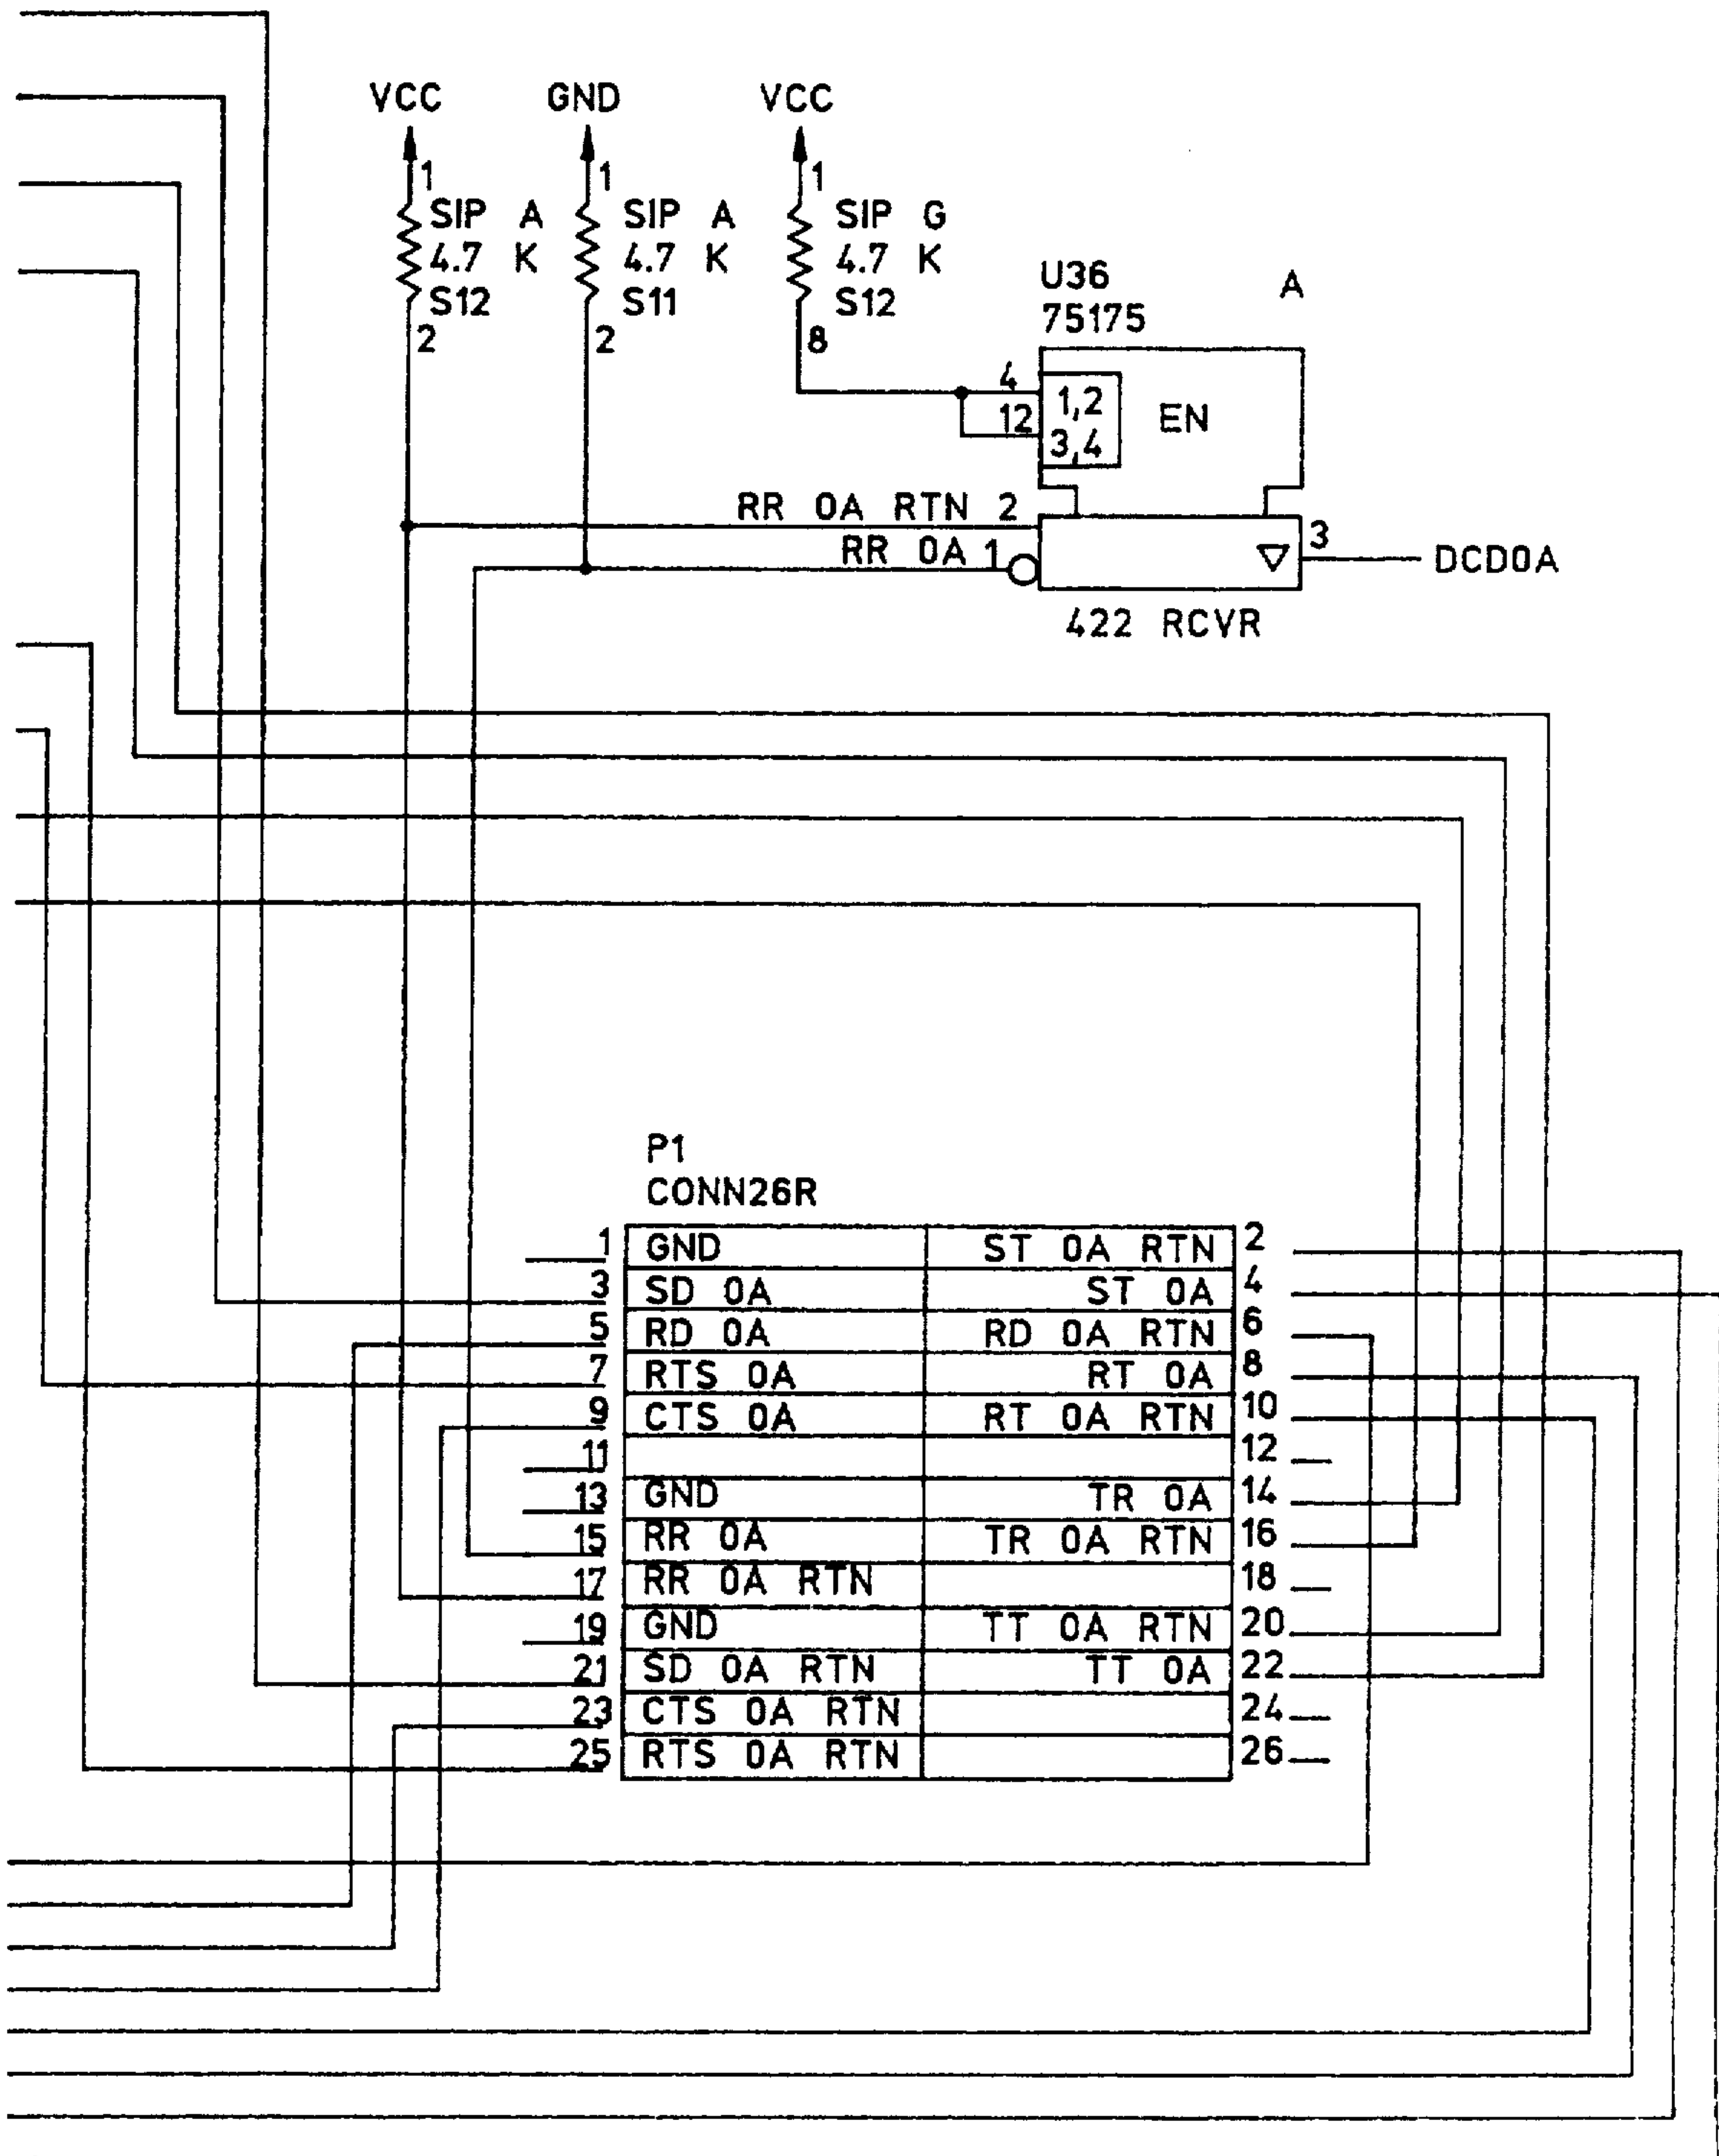 VCC GND VCC
1 1 1
SIP A SIP A SIP G
4.7 K 4.7 K 4.7 K
S12 S11 S12
2 2 8
U36 A
75175
4 1,2 EN
12 3,4
RR 0A RTN 2
RR 0A 1 3 DCD0A
422 RCVR
P1
CONN26R
1 GND ST 0A RTN 2
3 SD 0A ST 0A 4
5 RD 0A RD 0A RTN 6
7 RTS 0A RT 0A 8
9 CTS 0A RT 0A RTN 10
11 12
13 GND TR 0A 14
15 RR 0A TR 0A RTN 16
17 RR 0A RTN 18
19 GND TT 0A RTN 20
21 SD 0A RTN TT 0A 22
23 CTS 0A RTN 24
25 RTS 0A RTN 26